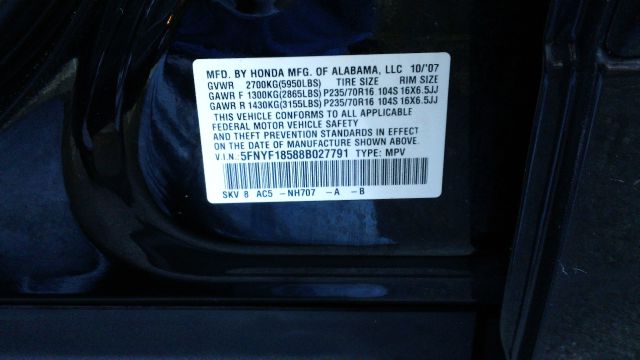 MFD. BY HONDA MFG. OF ALABAMA, LLC 10/'07
GVWR 2700KG(5950LBS) TIRE SIZE RIM SIZE
GAWR F 1300KG(2865LBS) P235/70R16 104S 16X6.5JJ
GAWR R 1430KG(3155LBS) P235/70R16 104S 16X6.5JJ
THIS VEHICLE CONFORMS TO ALL APPLICABLE
FEDERAL MOTOR VEHICLE SAFETY
AND THEFT PREVENTION STANDARDS IN EFFECT
ON THE DATE OF MANUFACTURE SHOWN ABOVE.
V.I.N.: 5FNYF18588B027791 TYPE: MPV
SKV 8 AC5 -NH707 -A -B